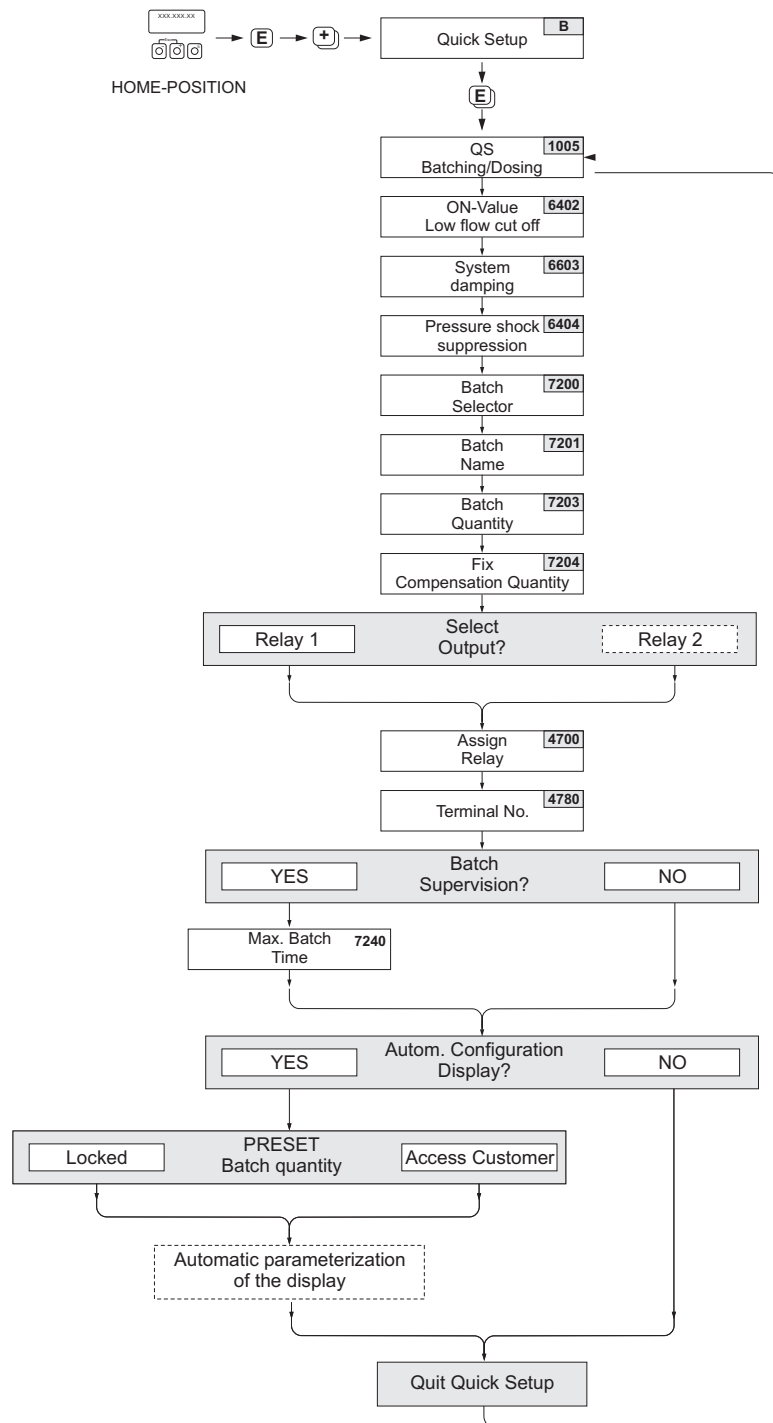 xxx.xxx.xx
E
+
B
Quick Setup
HOME-POSITION
E
QS
1005
Batching/Dosing
ON-Value
6402
Low flow cut off
System
6603
damping
Pressure shock
6404
suppression
Batch
7200
Selector
Batch
7201
Name
Batch
7203
Quantity
Fix
7204
Compensation Quantity
Select
Output?
Relay 1
Relay 2
Assign
4700
Relay
Terminal No.
4780
Batch
Supervision?
YES
NO
Max. Batch
7240
Time
Autom. Configuration
Display?
YES
NO
PRESET
Batch quantity
Locked
Access Customer
Automatic parameterization
of the display
Quit Quick Setup